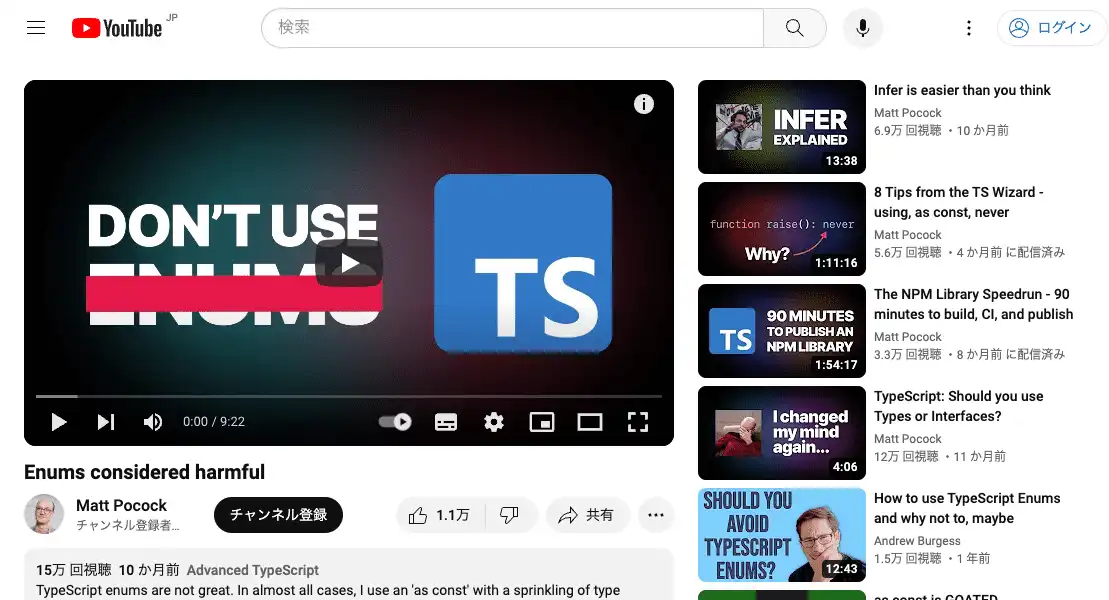 YouTube JP
検索
ログイン
DON'T USE
ENUMS
TS
0:00 / 9:22
Enums considered harmful
Matt Pocock
チャンネル登録者...
チャンネル登録
1.1万
共有
15万 回視聴 10 か月前 Advanced TypeScript
TypeScript enums are not great. In almost all cases, I use an 'as const' with a sprinkling of type
INFER
EXPLAINED
13:38
Infer is easier than you think
Matt Pocock
6.9万 回視聴・10 か月前
function raise(): never
Why?
1:11:16
8 Tips from the TS Wizard -
using, as const, never
Matt Pocock
5.6万 回視聴・4 か月前 に配信済み
TS
90 MINUTES
TO PUBLISH AN
NPM LIBRARY
1:54:17
The NPM Library Speedrun - 90
minutes to build, CI, and publish
Matt Pocock
3.3万 回視聴・8 か月前 に配信済み
I changed
my mind
again...
4:06
TypeScript: Should you use
Types or Interfaces?
Matt Pocock
12万 回視聴・11 か月前
SHOULD YOU
AVOID
TYPESCRIPT
ENUMS?
12:43
How to use TypeScript Enums
and why not to, maybe
Andrew Burgess
1.5万 回視聴・1 年前
as const is GOATED